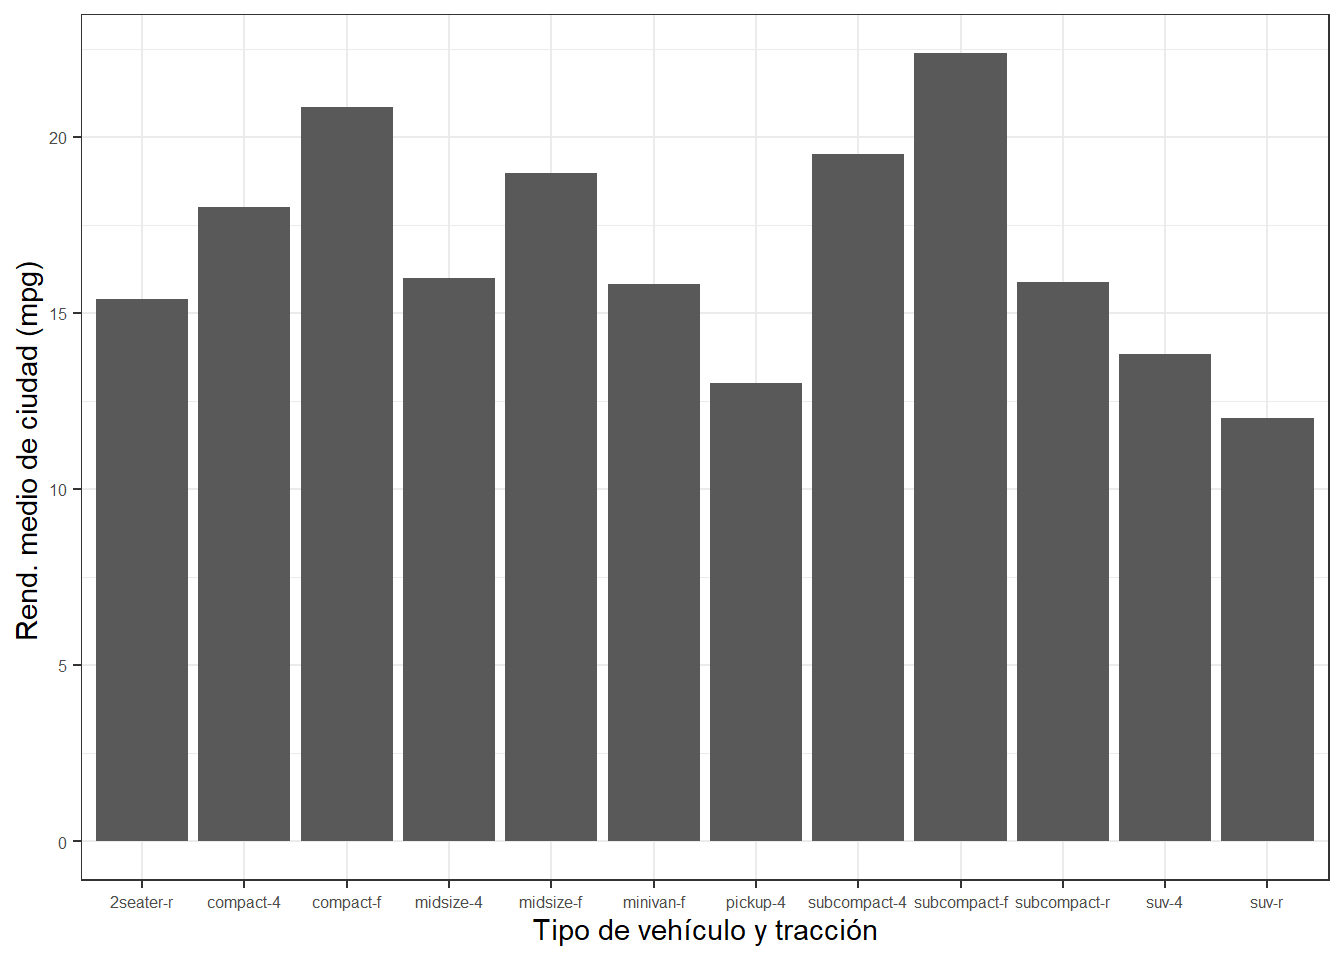 Rend. medio de ciudad (mpg)
20
15
10
5
0
2seater-r compact-4 compact-f midsize-4 midsize-f minivan-f pickup-4 subcompact-4 subcompact-f subcompact-r suv-4 suv-r
Tipo de vehículo y tracción